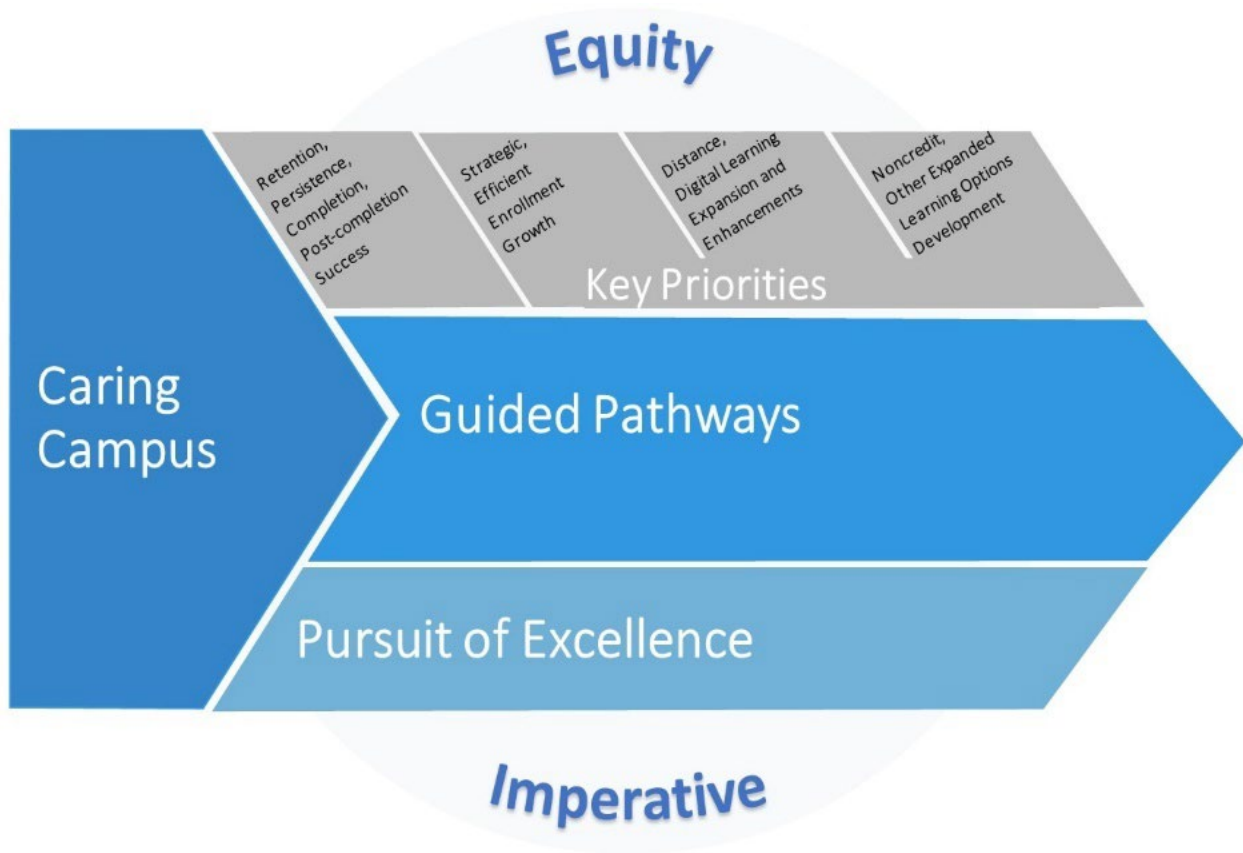 Equity
Retention,
Persistence,
Completion,
Post-completion
Success
Strategic,
Efficient
Enrollment
Growth
Distance,
Digital Learning
Expansion and
Enhancements
Noncredit,
Other Expanded
Learning Options
Development
Key Priorities
Caring
Campus
Guided Pathways
Pursuit of Excellence
Imperative